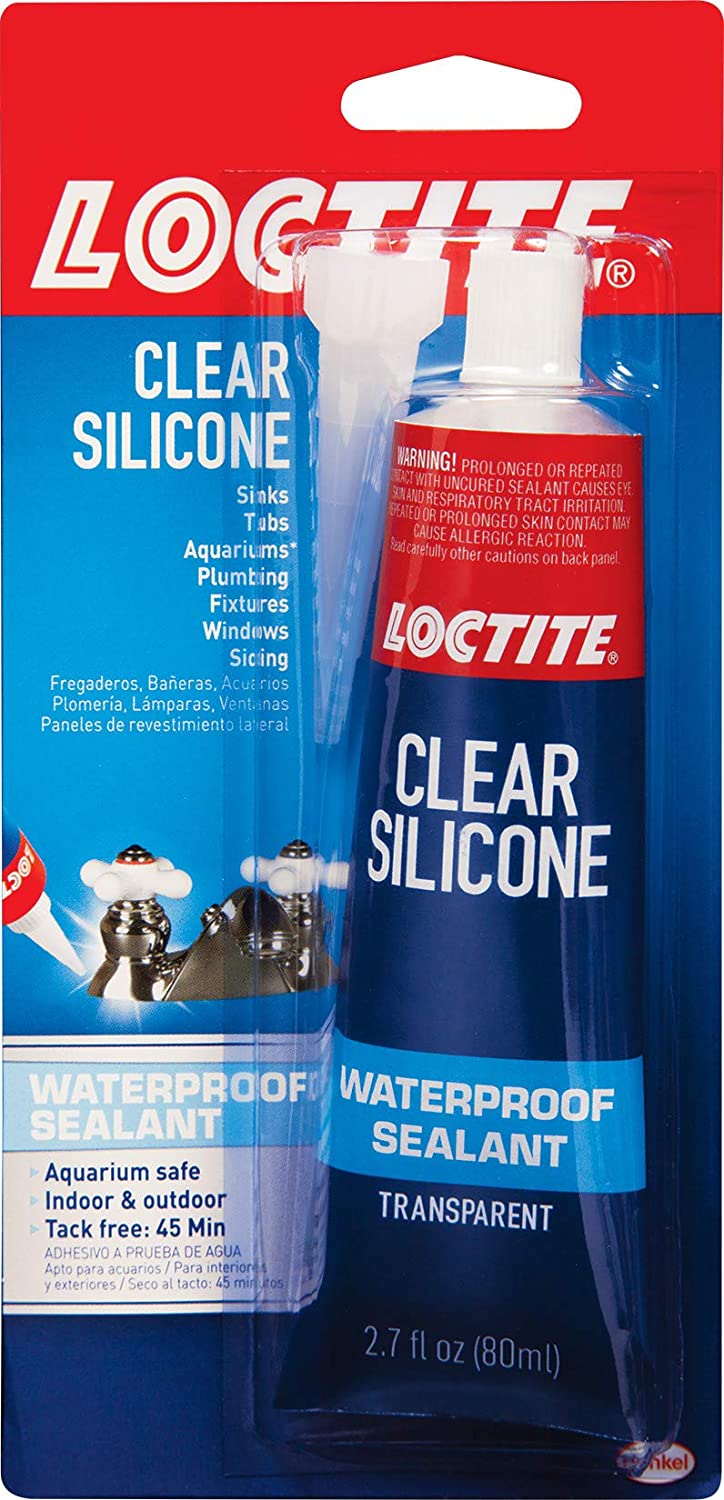 LOCTITE®
CLEAR
SILICONE
Sinks
Tubs
Aquariums*
Plumbing
Fixtures
Windows
Siding
Fregaderos, Bañeras, Acuarios
Plomería, Lámparas, Ventanas
Paneles de revestimiento lateral
LOCT
WATERPROOF
SEALANT
Aquarium safe
Indoor & outdoor
Tack free: 45 Min
ADHESIVO A PRUEBA DE AGUA
Apto para acuarios / Para interiores
y exteriores / Seco al tacto: 45 minutos
WARNING! PROLONGED OR REPEATED
CONTACT WITH UNCURED SEALANT CAUSES EYE,
SKIN AND RESPIRATORY TRACT IRRITATION.
REPEATED OR PROLONGED SKIN CONTACT MAY
CAUSE ALLERGIC REACTION.
Read carefully other cautions on back panel.
LOCTITE®
CLEAR
SILICONE
WATERPROOF
SEALANT
TRANSPARENT
2.7 fl oz (80ml)
Henkel